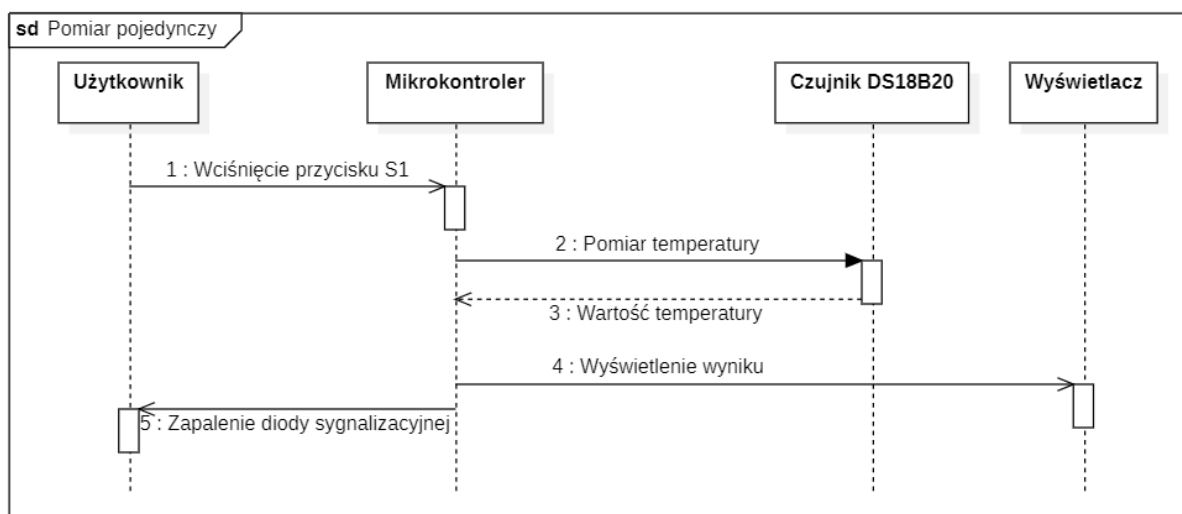 sd Pomiar pojedynczy
Użytkownik
Mikrokontroler
Czujnik DS18B20
Wyświetlacz
1 : Wciśnięcie przycisku S1
2 : Pomiar temperatury
3 : Wartość temperatury
4 : Wyświetlenie wyniku
5 : Zapalenie diody sygnalizacyjnej